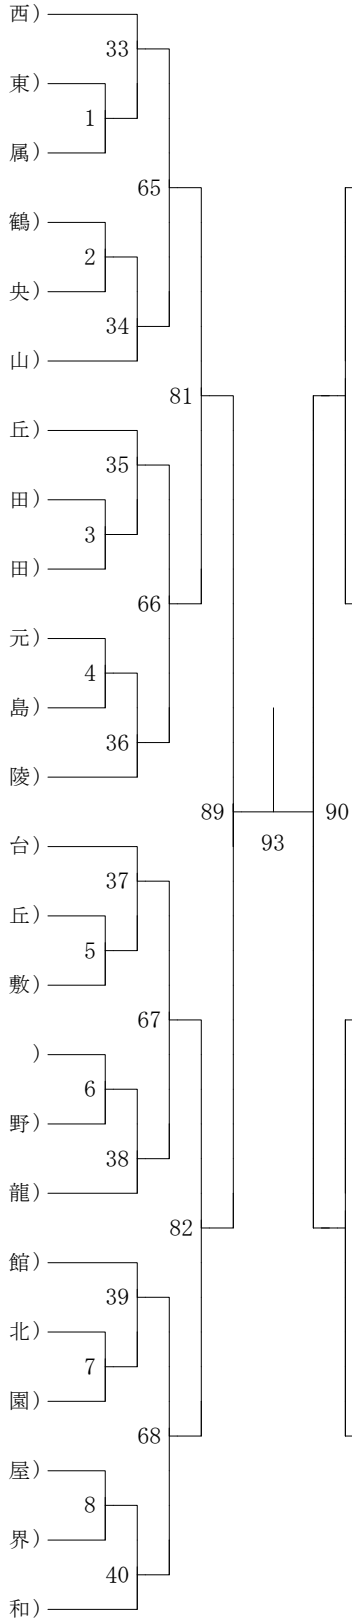 西)
33
東)
1
属)
65
鶴)
2
央)
34
山)
81
丘)
35
田)
3
田)
66
元)
4
島)
36
陵)
89
90
93
台)
37
丘)
5
敷)
67
)
6
野)
38
龍)
82
館)
39
北)
7
園)
68
屋)
8
界)
40
和)